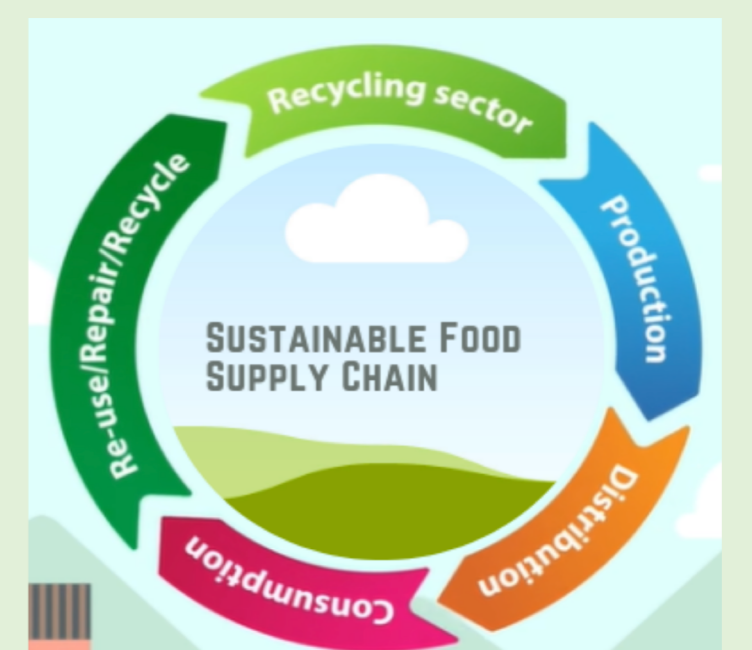 Recycling sector
Production
Distribution
Consumption
Re-use/Repair/Recycle
Sustainable Food
Supply Chain